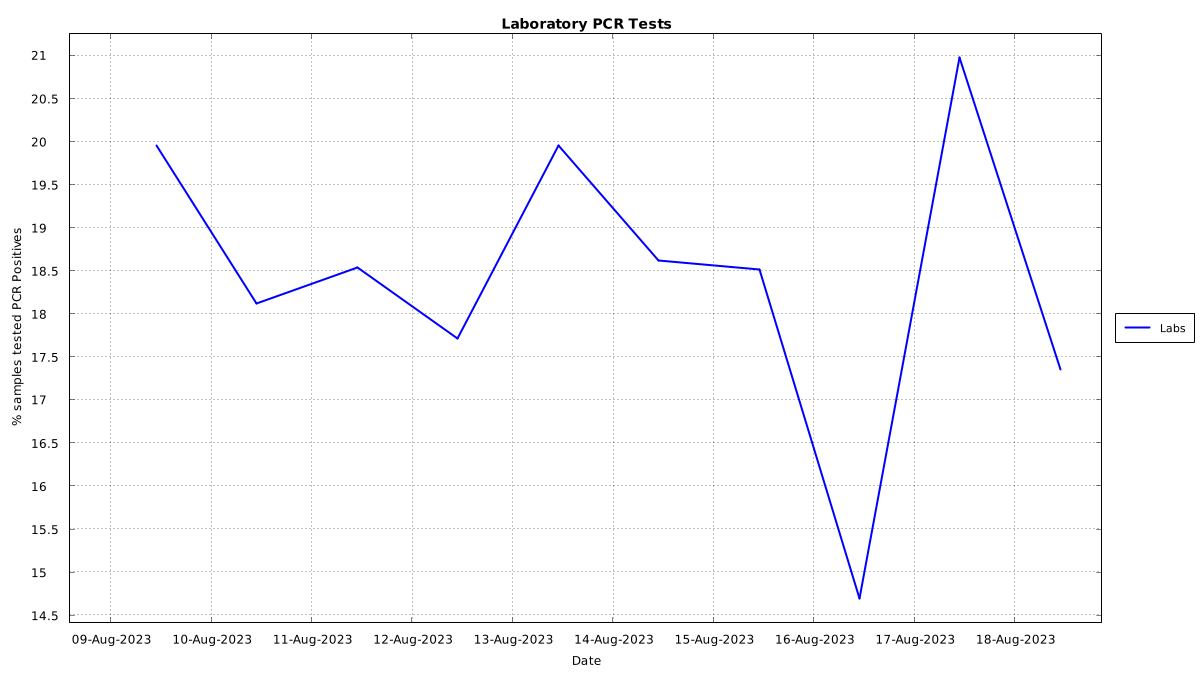 Laboratory PCR Tests
21
20.5
20
19.5
19
18.5
18
17.5
17
16.5
16
15.5
15
14.5
% samples tested PCR Positives
Labs
09-Aug-2023 10-Aug-2023 11-Aug-2023 12-Aug-2023 13-Aug-2023 14-Aug-2023 15-Aug-2023 16-Aug-2023 17-Aug-2023 18-Aug-2023
Date